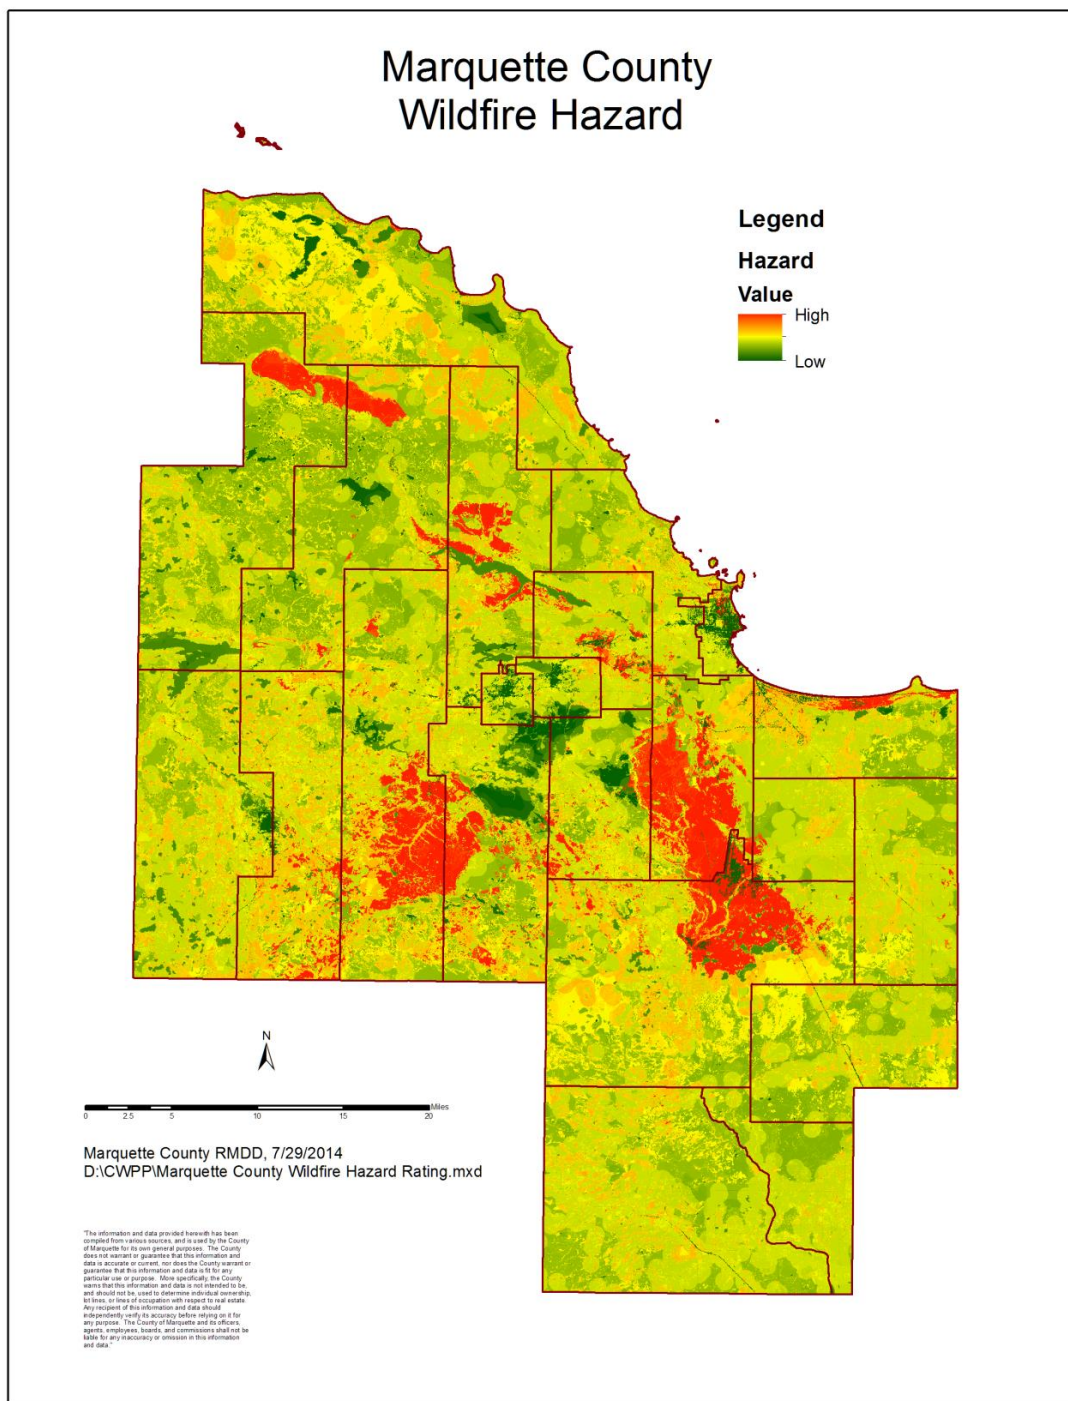 Marquette County
Wildfire Hazard
Legend
Hazard
Value
High
Low
N
Miles
0 2.5 5 10 15 20
Marquette County RMDD, 7/29/2014
D:\CWPP\Marquette County Wildfire Hazard Rating.mxd
"The information and data provided herewith has been
compiled from various sources, and is used by the County
of Marquette for its own general purposes. The County
does not warrant or guarantee that this information and
data is accurate or current, nor does the County warrant or
guarantee that this information and data is fit for any
particular use or purpose. More specifically, the County
warns that this information and data is not intended to be,
and should not be, used to determine individual ownership,
lot lines, or lines of occupation with respect to real estate.
Any recipient of this information and data should
independently verify its accuracy before relying on it for
any purpose. The County of Marquette and its officers,
agents, employees, boards, and commissions shall not be
liable for any inaccuracy or omission in this information
and data."